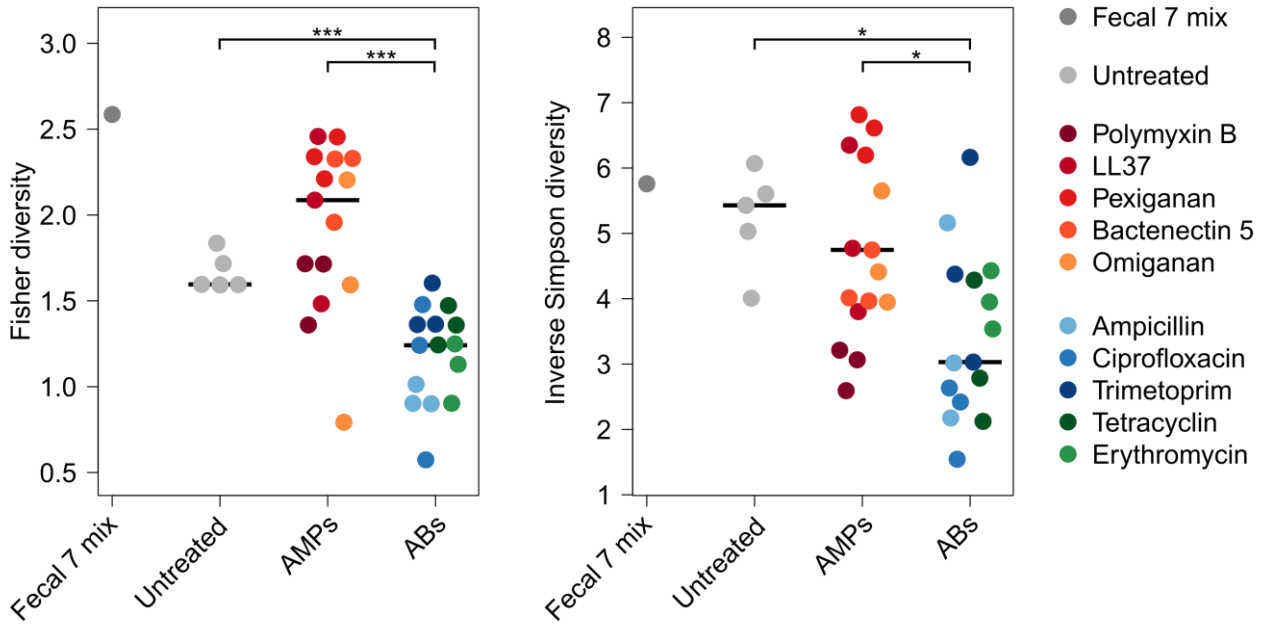 Fisher diversity
3.0
2.5
2.0
1.5
1.0
0.5
***
***
Fecal 7 mix
Untreated
AMPs
ABs
Inverse Simpson diversity
8
7
6
5
4
3
2
1
*
*
Fecal 7 mix
Untreated
AMPs
ABs
Fecal 7 mix
Untreated
Polymyxin B
LL37
Pexiganan
Bactenectin 5
Omiganan
Ampicillin
Ciprofloxacin
Trimetoprim
Tetracyclin
Erythromycin